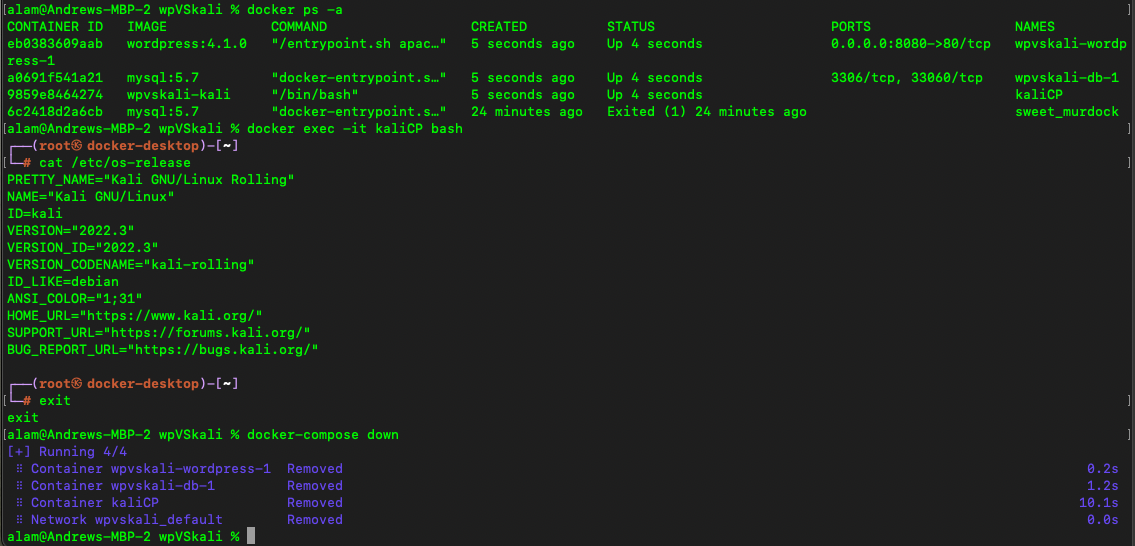 [alam@Andrews-MBP-2 wpVSkali % docker ps -a ]
CONTAINER ID   IMAGE             COMMAND                  CREATED          STATUS                      PORTS                  NAMES
eb0383609aab   wordpress:4.1.0   "/entrypoint.sh apac…"   5 seconds ago    Up 4 seconds                0.0.0.0:8080->80/tcp   wpvskali-wordp
ress-1
a0691f541a21   mysql:5.7         "docker-entrypoint.s…"   5 seconds ago    Up 4 seconds                3306/tcp, 33060/tcp    wpvskali-db-1
9859e8464274   wpvskali-kali     "/bin/bash"              5 seconds ago    Up 4 seconds                                       kaliCP
6c2418d2a6cb   mysql:5.7         "docker-entrypoint.s…"   24 minutes ago   Exited (1) 24 minutes ago                          sweet_murdock
[alam@Andrews-MBP-2 wpVSkali % docker exec -it kaliCP bash ]
┌──(root㉿ docker-desktop)-[~]
[└─# cat /etc/os-release ]
PRETTY_NAME="Kali GNU/Linux Rolling"
NAME="Kali GNU/Linux"
ID=kali
VERSION="2022.3"
VERSION_ID="2022.3"
VERSION_CODENAME="kali-rolling"
ID_LIKE=debian
ANSI_COLOR="1;31"
HOME_URL="https://www.kali.org/"
SUPPORT_URL="https://forums.kali.org/"
BUG_REPORT_URL="https://bugs.kali.org/"
┌──(root㉿ docker-desktop)-[~]
[└─# exit ]
exit
[alam@Andrews-MBP-2 wpVSkali % docker-compose down ]
[+] Running 4/4
⠿ Container wpvskali-wordpress-1  Removed 0.2s
⠿ Container wpvskali-db-1         Removed 1.2s
⠿ Container kaliCP                Removed 10.1s
⠿ Network wpvskali_default        Removed 0.0s
alam@Andrews-MBP-2 wpVSkali %